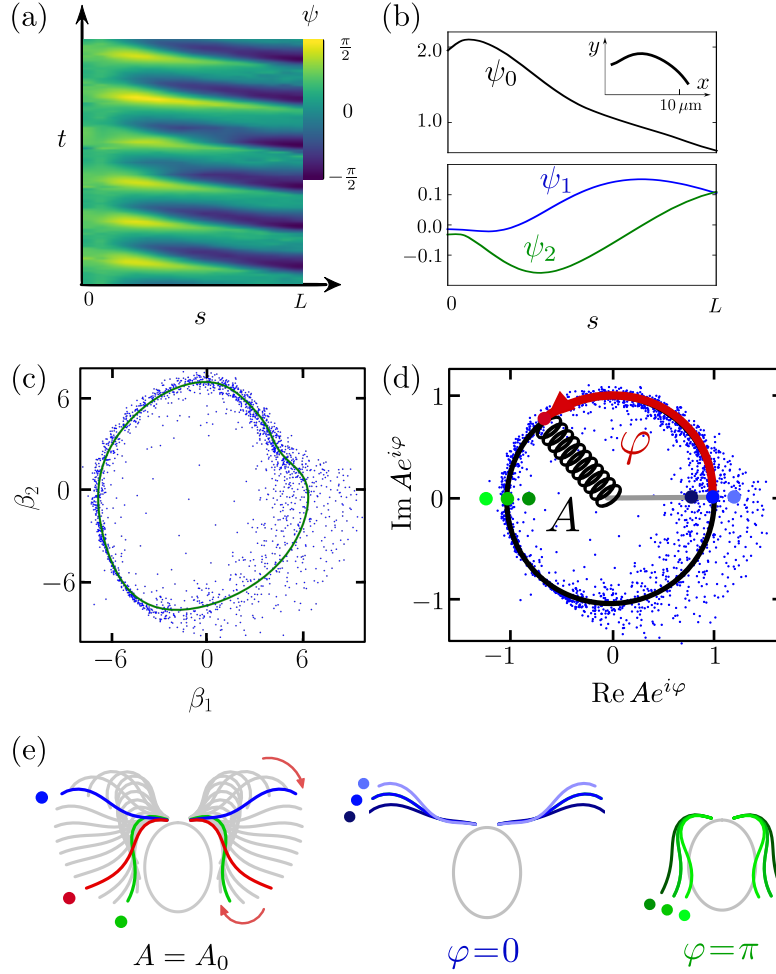 (a)
ψ
π/2
0
−π/2
t
0
L
s
(b)
2.0
ψ₀
1.0
y
x
10 μm
ψ₁
0.1
0.0
−0.1
ψ₂
0
L
s
(c)
6
β₂
0
−6
−6
0
6
β₁
(d)
1
Im Ae^{iφ}
0
−1
φ
A
−1
0
1
Re Ae^{iφ}
(e)
A = A₀
φ=0
φ=π